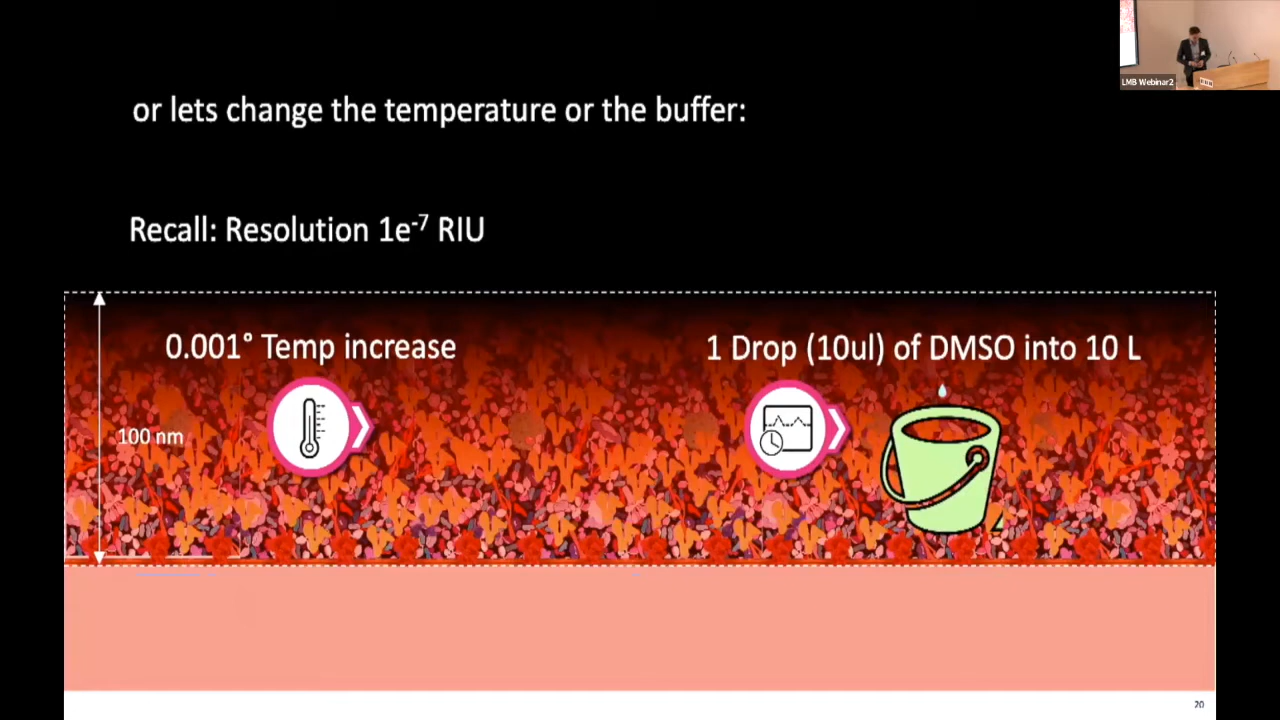 LMB Webinar2
or lets change the temperature or the buffer:
Recall: Resolution 1e⁻⁷ RIU
0.001° Temp increase
1 Drop (10ul) of DMSO into 10 L
100 nm
20